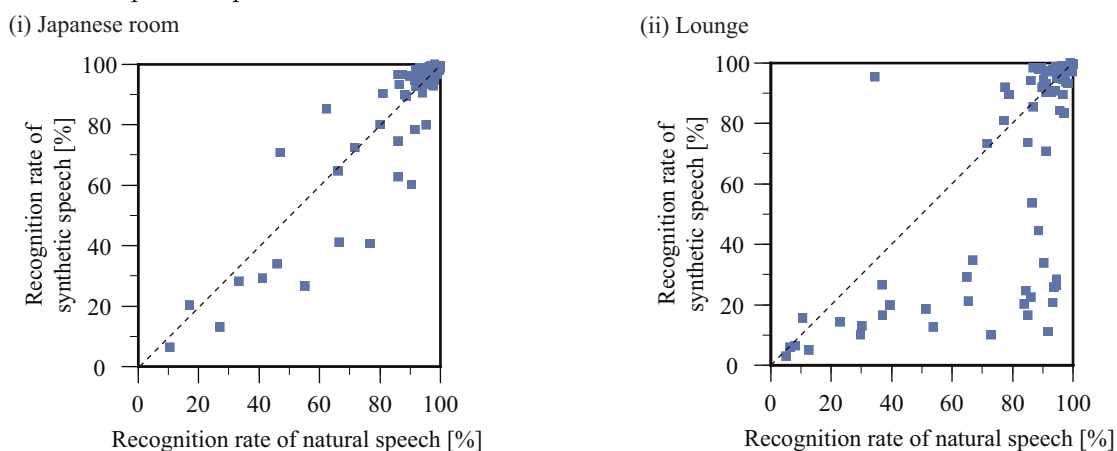 (i) Japanese room
(ii) Lounge
100
80
60
40
20
0
0 20 40 60 80 100
Recognition rate of
synthetic speech [%]
Recognition rate of natural speech [%]
100
80
60
40
20
0
0 20 40 60 80 100
Recognition rate of
synthetic speech [%]
Recognition rate of natural speech [%]